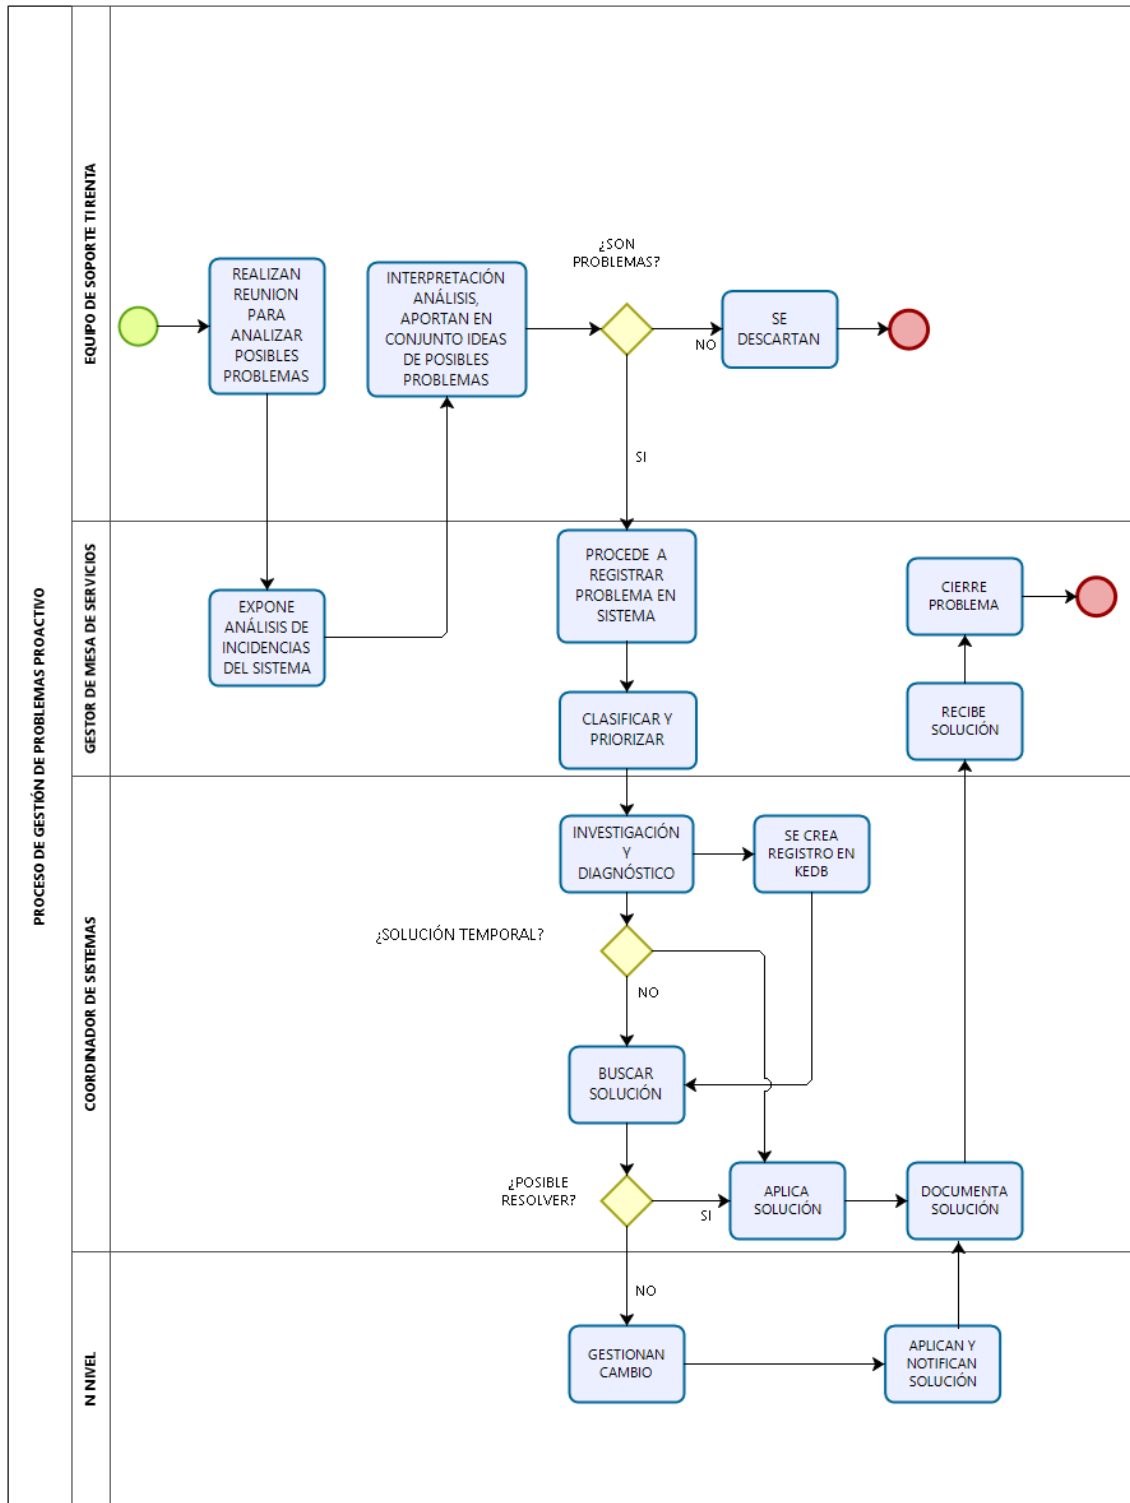 PROCESO DE GESTIÓN DE PROBLEMAS PROACTIVO
EQUIPO DE SOPORTE TI RENTA
REALIZAN
REUNION
PARA
ANALIZAR
POSIBLES
PROBLEMAS
INTERPRETACIÓN
ANÁLISIS,
APORTAN EN
CONJUNTO IDEAS
DE POSIBLES
PROBLEMAS
¿SON
PROBLEMAS?
NO
SE
DESCARTAN
SI
GESTOR DE MESA DE SERVICIOS
EXPONE
ANÁLISIS DE
INCIDENCIAS
DEL SISTEMA
PROCEDE A
REGISTRAR
PROBLEMA EN
SISTEMA
CLASIFICAR Y
PRIORIZAR
CIERRE
PROBLEMA
RECIBE
SOLUCIÓN
COORDINADOR DE SISTEMAS
INVESTIGACIÓN
Y
DIAGNÓSTICO
SE CREA
REGISTRO EN
KEDB
¿SOLUCIÓN TEMPORAL?
NO
BUSCAR
SOLUCIÓN
¿POSIBLE
RESOLVER?
SI
APLICA
SOLUCIÓN
DOCUMENTA
SOLUCIÓN
N NIVEL
NO
GESTIONAN
CAMBIO
APLICAN Y
NOTIFICAN
SOLUCIÓN